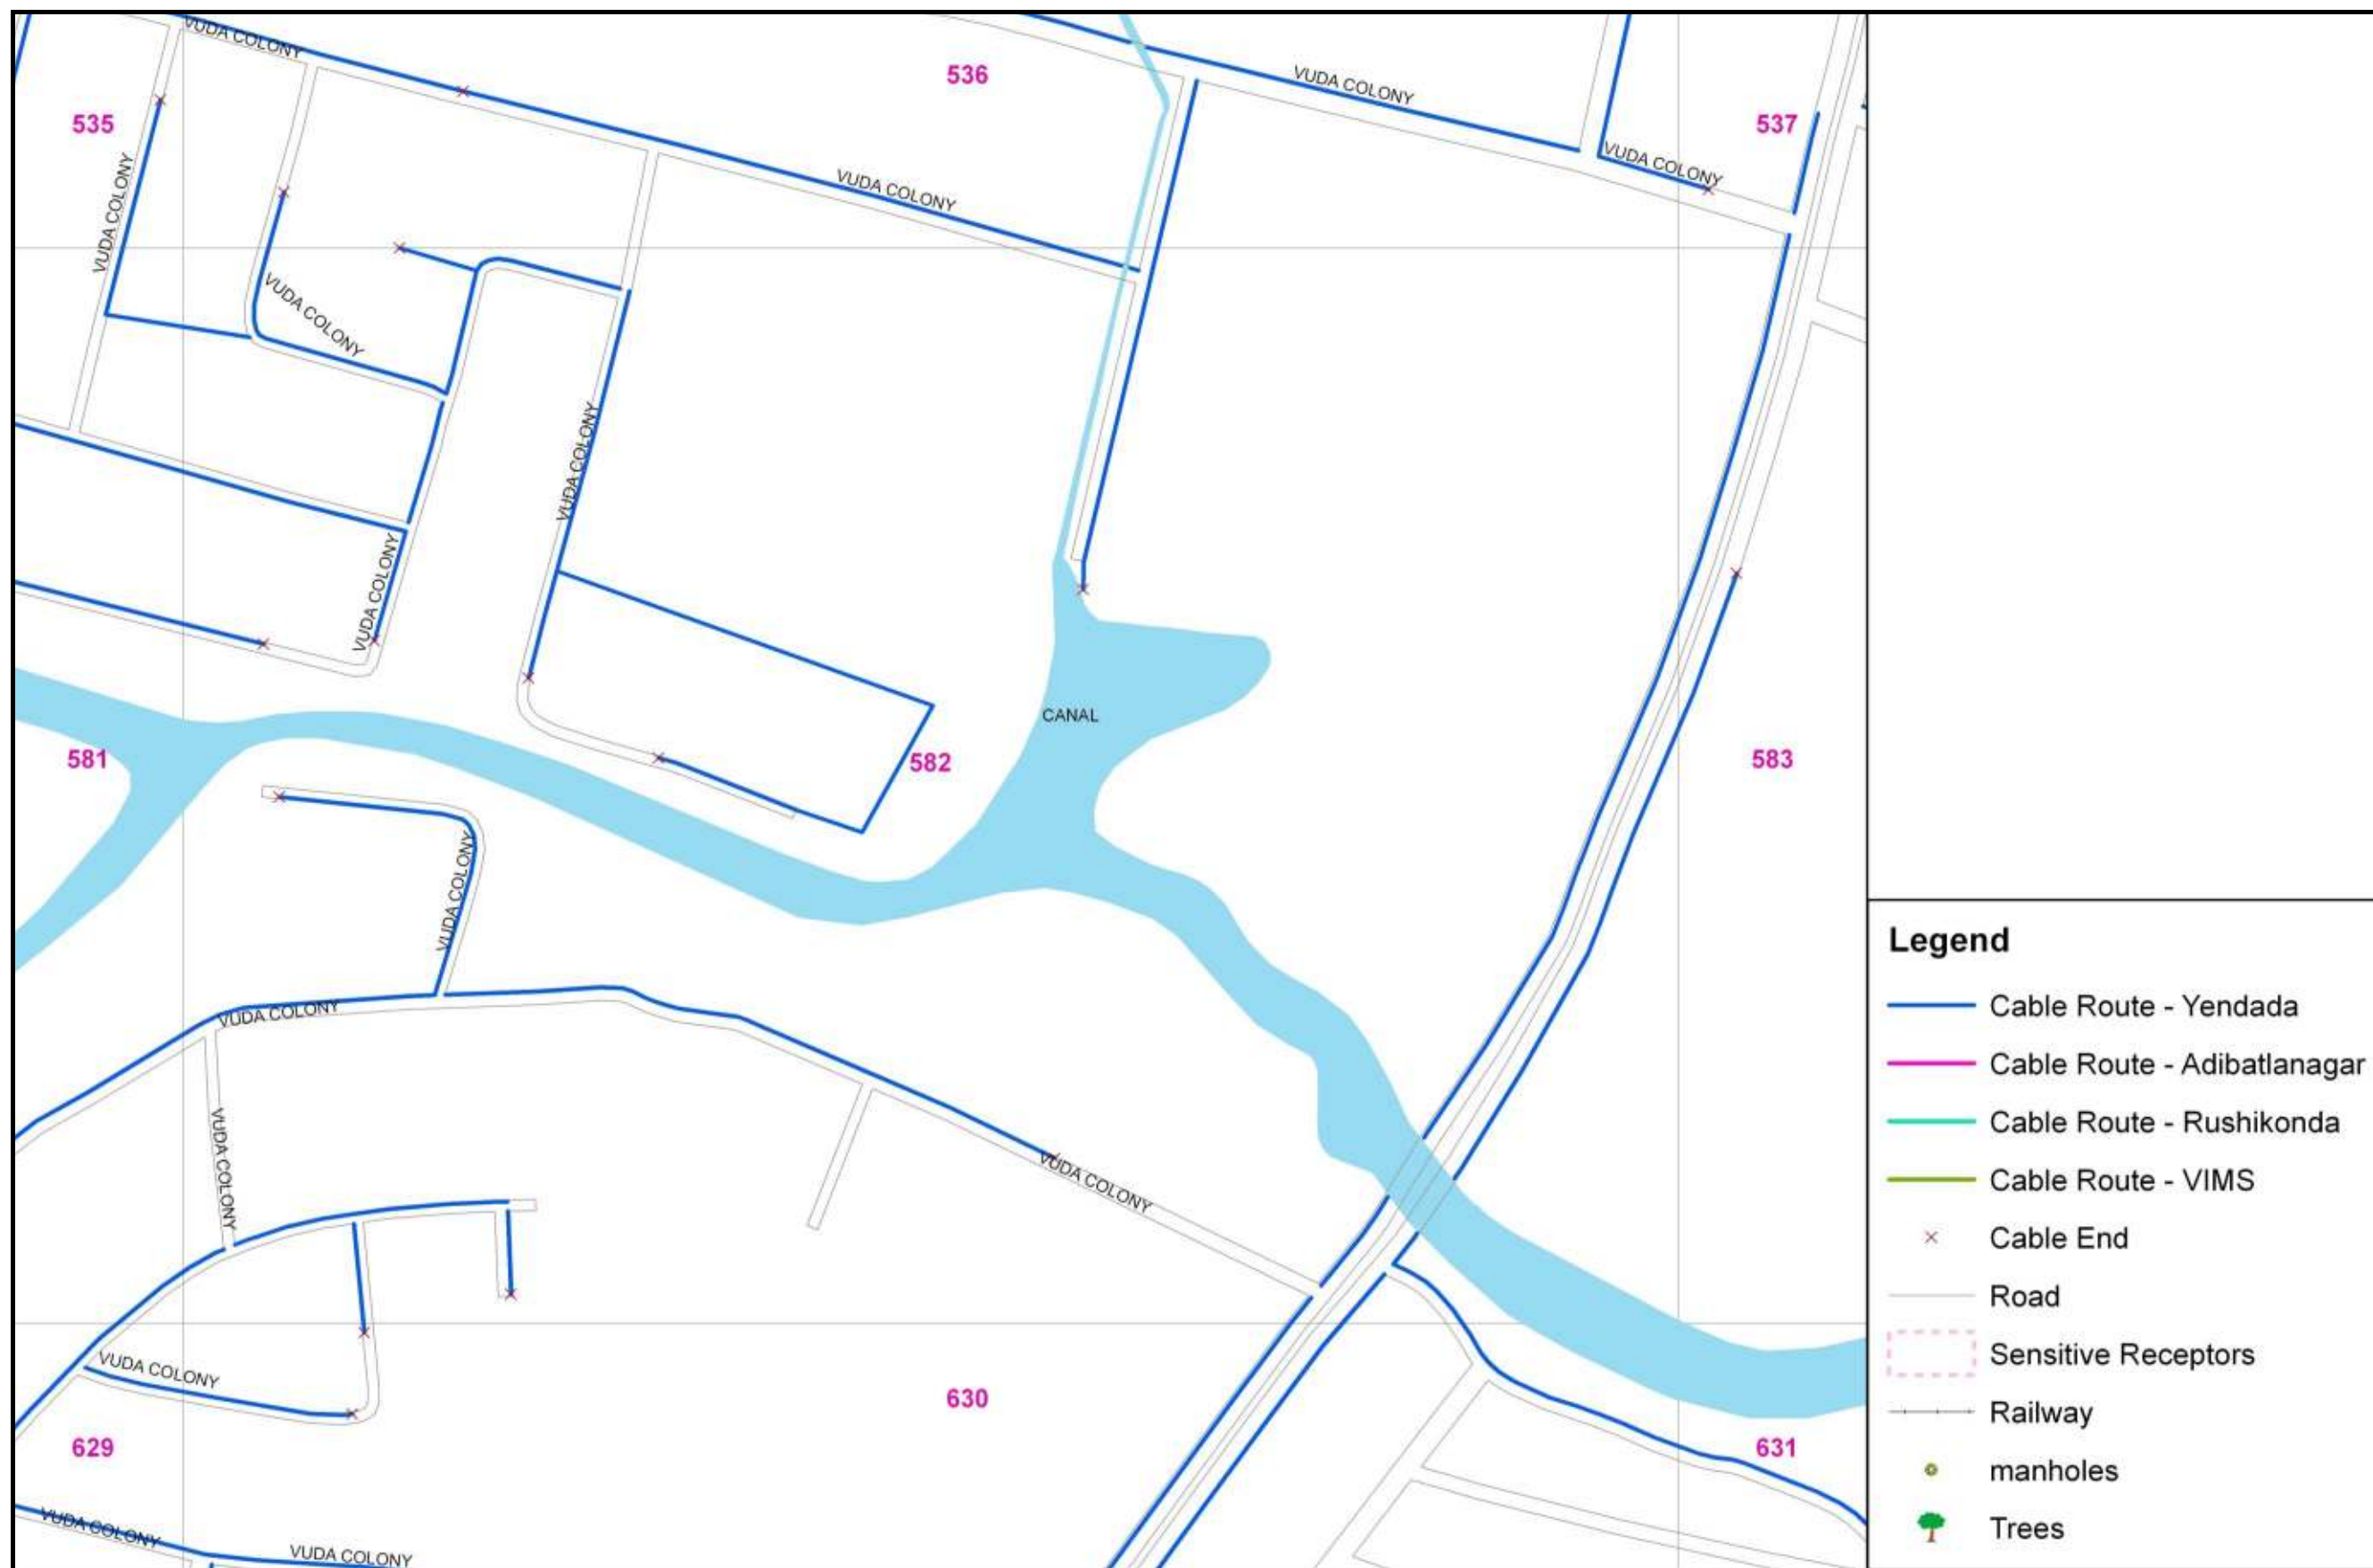 VUDA COLONY
536
VUDA COLONY
535
537
VUDA COLONY
VUDA COLONY
VUDA COLONY
VUDA COLONY
VUDA COLONY
VUDA COLONY
CANAL
581
582
583
VUDA COLONY
VUDA COLONY
VUDA COLONY
VUDA COLONY
VUDA COLONY
630
629
631
VUDA COLONY
VUDA COLONY
Legend
Cable Route - Yendada
Cable Route - Adibatlanagar
Cable Route - Rushikonda
Cable Route - VIMS
Cable End
Road
Sensitive Receptors
Railway
manholes
Trees